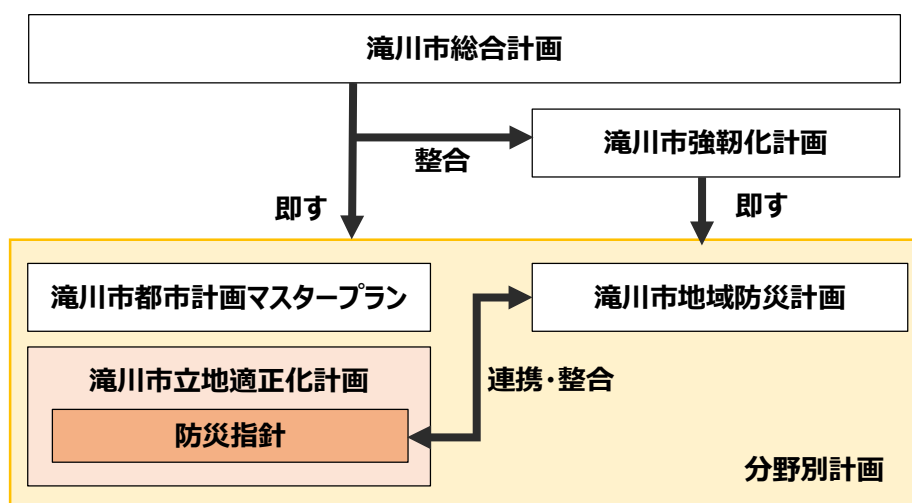 滝川市総合計画
滝川市強靭化計画
整合
即す
即す
滝川市都市計画マスタープラン
滝川市地域防災計画
滝川市立地適正化計画
連携・整合
防災指針
分野別計画